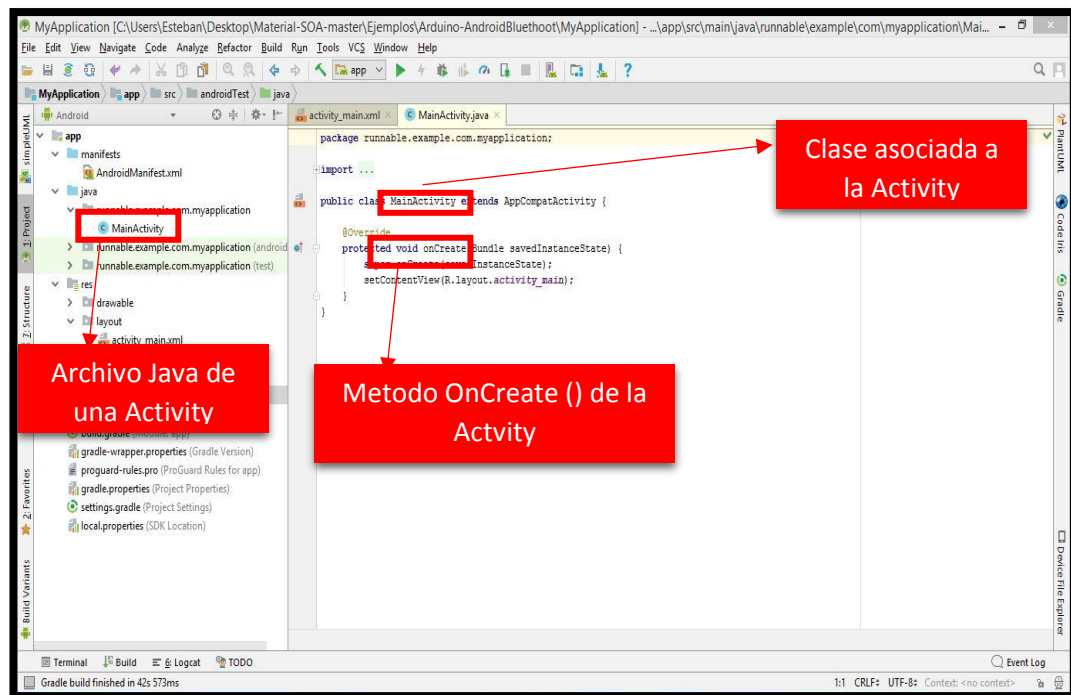 MyApplication [C:\Users\Esteban\Desktop\Material-SOA-master\Ejemplos\Arduino-AndroidBluethoot\MyApplication] - ...\app\src\main\java\runnable\example\com\myapplication\Mai...
File Edit View Navigate Code Analyze Refactor Build Run Tools VCS Window Help
app
MyApplication app src androidTest java
Android
activity_main.xml MainActivity.java
app
manifests
AndroidManifest.xml
java
runnable.example.com.myapplication
MainActivity
runnable.example.com.myapplication (android
runnable.example.com.myapplication (test)
res
drawable
layout
activity_main.xml
gradle-wrapper.properties (Gradle Version)
proguard-rules.pro (ProGuard Rules for app)
gradle.properties (Project Properties)
settings.gradle (Project Settings)
local.properties (SDK Location)
package runnable.example.com.myapplication;
import ...
public class MainActivity extends AppCompatActivity {
@Override
protected void onCreate(Bundle savedInstanceState) {
super.onCreate(savedInstanceState);
setContentView(R.layout.activity_main);
}
}
Clase asociada a
la Activity
Archivo Java de
una Activity
Metodo OnCreate () de la
Actvity
simpleUML
1: Project
Z: Structure
2: Favorites
Build Variants
PlantUML
Code Iris
Gradle
Device File Explorer
Terminal Build 6: Logcat TODO Event Log
Gradle build finished in 42s 573ms 1:1 CRLF UTF-8 Context: <no context>